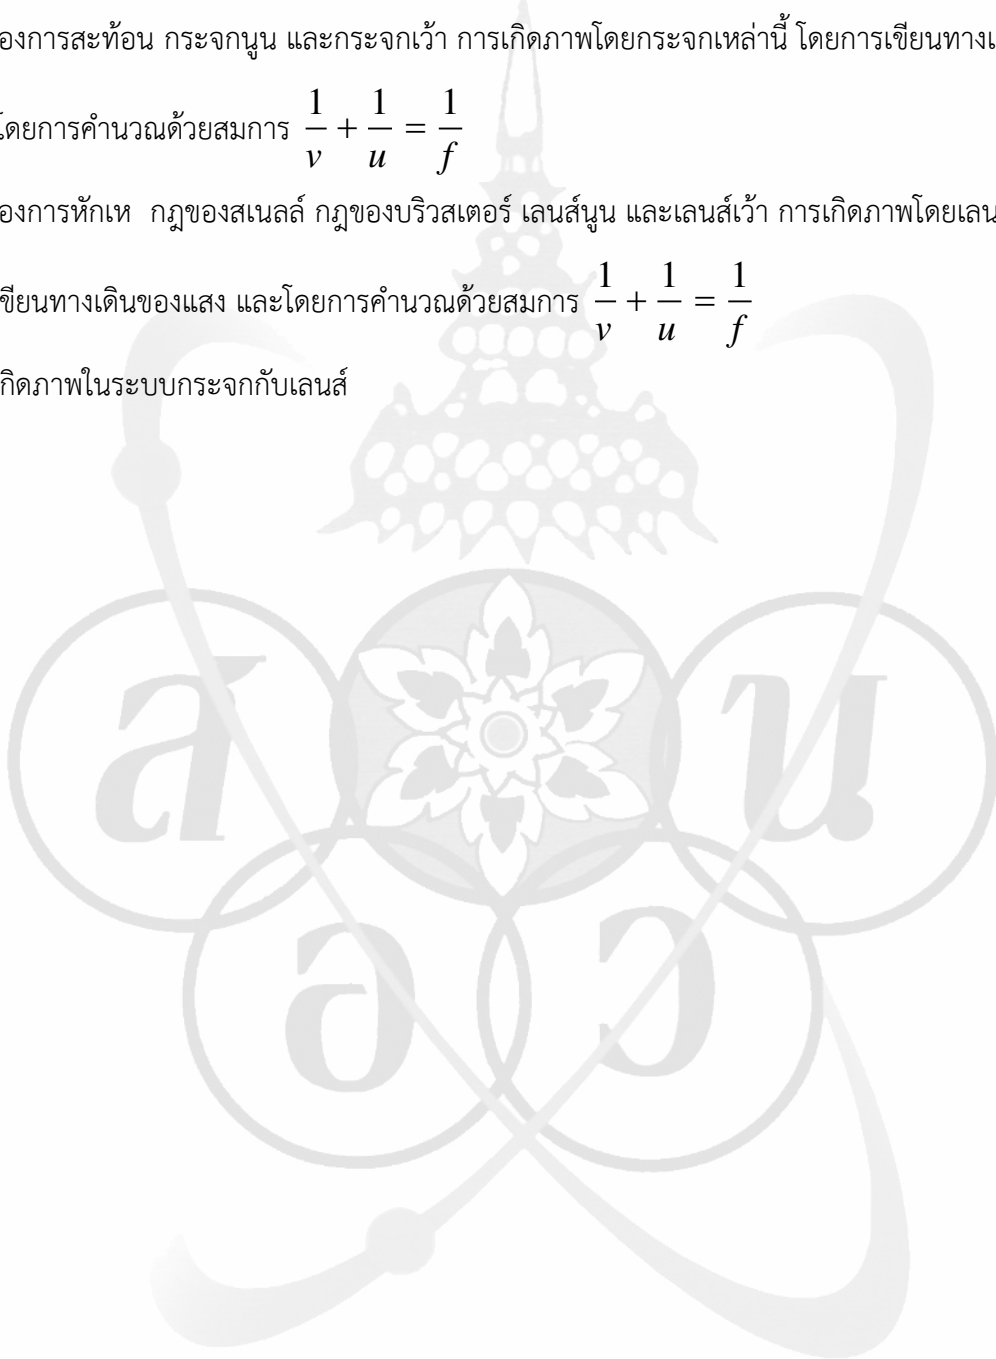 องการสะท้อน กระจกนูน และกระจกเว้า การเกิดภาพโดยกระจกเหล่านี้ โดยการเขียนทางเ
โดยการคำนวณด้วยสมการ 1/v + 1/u = 1/f
องการหักเห กฎของสเนลล์ กฎของบริวสเตอร์ เลนส์นูน และเลนส์เว้า การเกิดภาพโดยเลน
ขียนทางเดินของแสง และโดยการคำนวณด้วยสมการ 1/v + 1/u = 1/f
กิดภาพในระบบกระจกกับเลนส์
ส น
อ ว